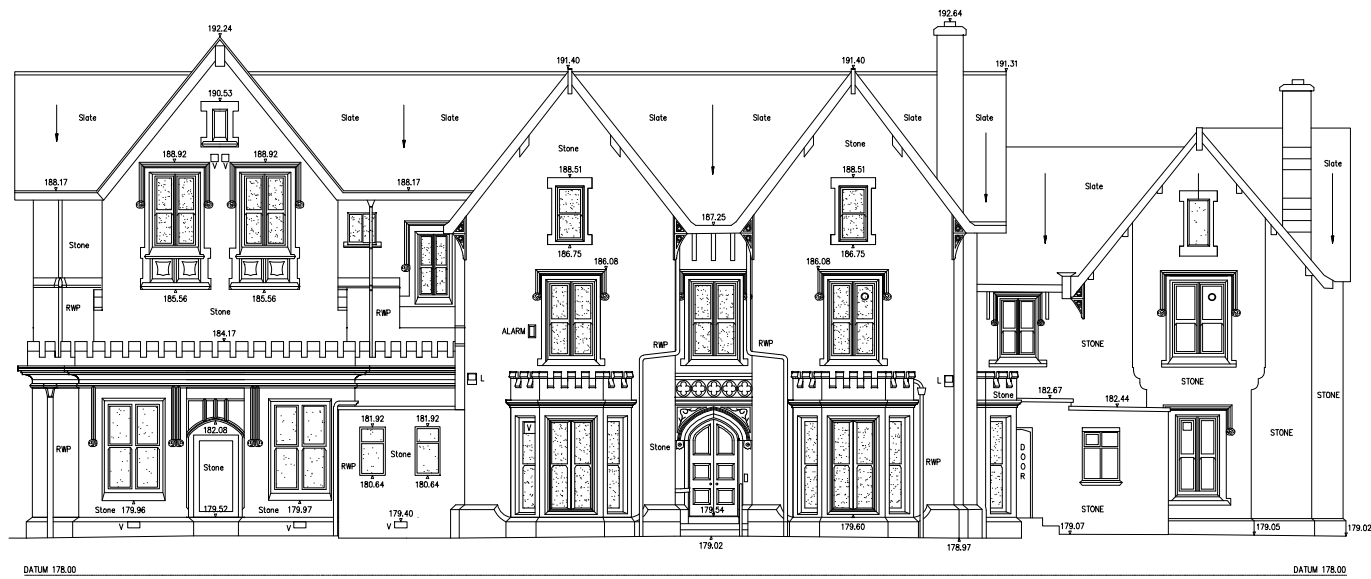 192.64
192.24
191.40
191.40
191.31
190.53
Slate
Slate
Slate
Slate
Slate
Slate
Stone
Stone
Slate
188.92
188.92
V
V
188.17
188.17
188.51
188.51
Slate
187.25
Stone
186.75
186.75
186.08
186.08
185.56
185.56
RWP
RWP
Stone
ALARM
RWP
RWP
184.17
STONE
STONE
L
L
182.67
Stone
182.44
STONE
181.92
181.92
182.08
V
STONE
RWP
Stone
RWP
Stone
Stone
RWP
DOOR
180.64
180.64
179.96
Stone
179.52
Stone
179.97
179.54
STONE
V
V
179.40
V
179.60
179.07
179.05
179.02
179.02
178.97
DATUM 178.00
DATUM 178.00